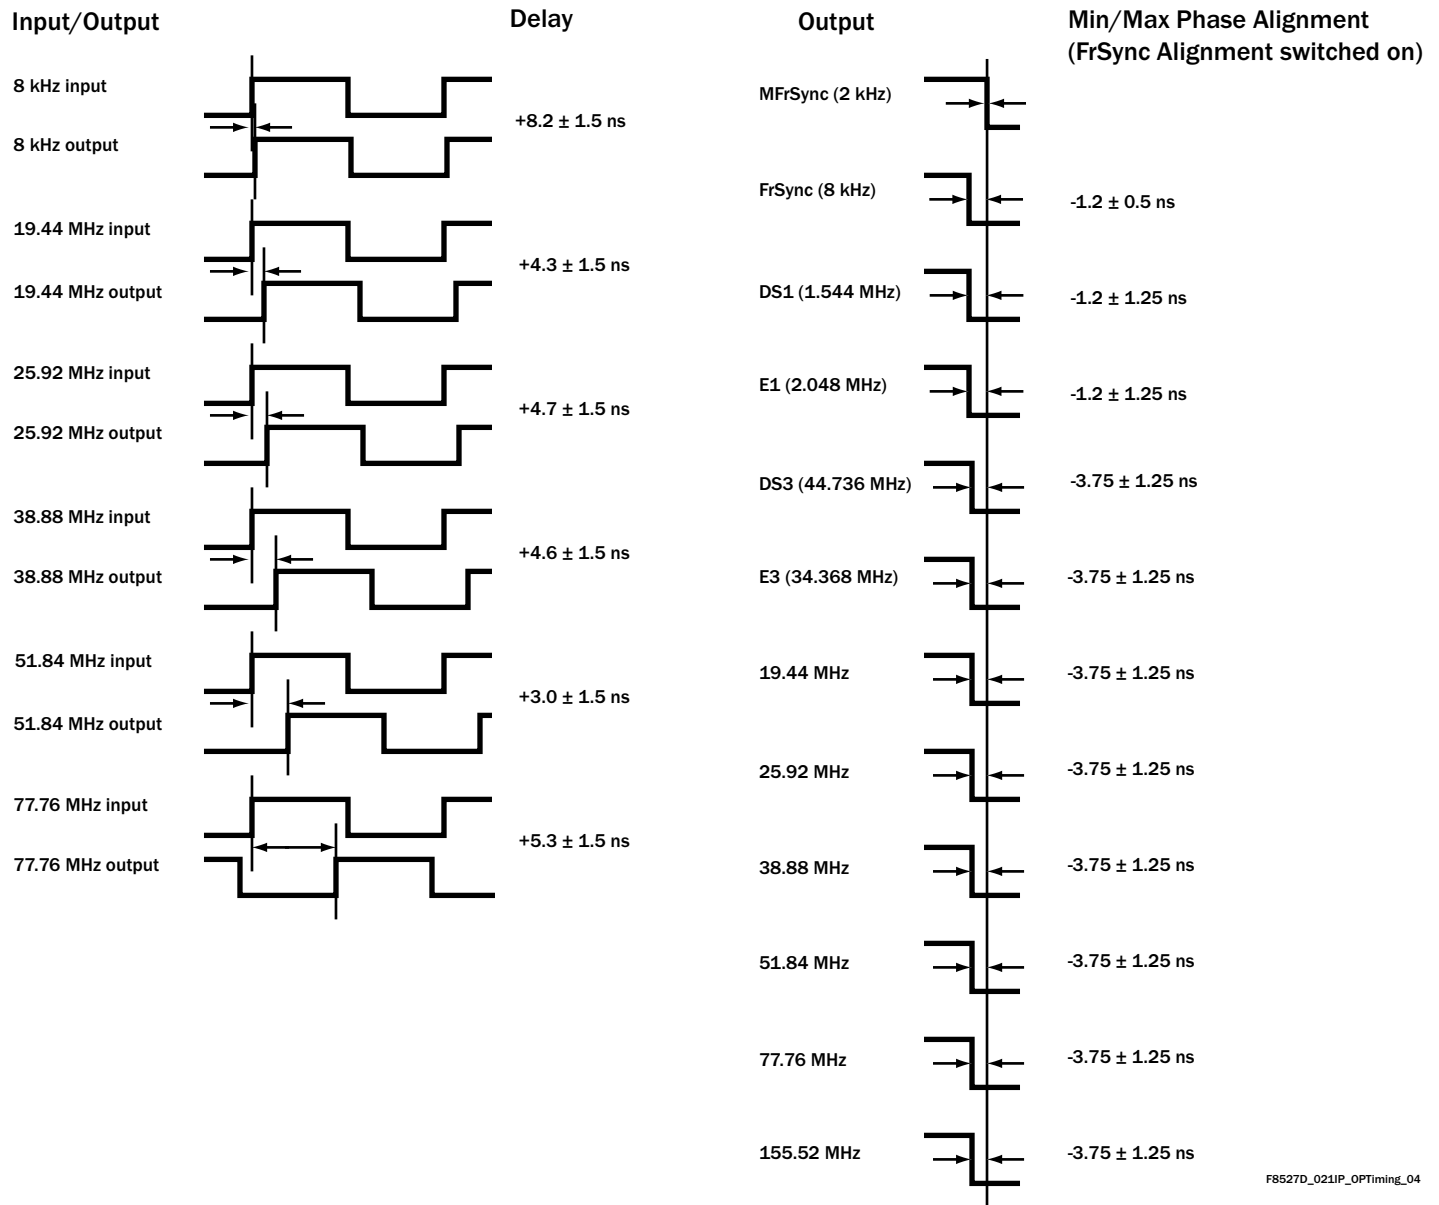 Input/Output
Delay
8 kHz input
8 kHz output
+8.2 ± 1.5 ns
19.44 MHz input
19.44 MHz output
+4.3 ± 1.5 ns
25.92 MHz input
25.92 MHz output
+4.7 ± 1.5 ns
38.88 MHz input
38.88 MHz output
+4.6 ± 1.5 ns
51.84 MHz input
51.84 MHz output
+3.0 ± 1.5 ns
77.76 MHz input
77.76 MHz output
+5.3 ± 1.5 ns
Output
Min/Max Phase Alignment
(FrSync Alignment switched on)
MFrSync (2 kHz)
FrSync (8 kHz)
-1.2 ± 0.5 ns
DS1 (1.544 MHz)
-1.2 ± 1.25 ns
E1 (2.048 MHz)
-1.2 ± 1.25 ns
DS3 (44.736 MHz)
-3.75 ± 1.25 ns
E3 (34.368 MHz)
-3.75 ± 1.25 ns
19.44 MHz
-3.75 ± 1.25 ns
25.92 MHz
-3.75 ± 1.25 ns
38.88 MHz
-3.75 ± 1.25 ns
51.84 MHz
-3.75 ± 1.25 ns
77.76 MHz
-3.75 ± 1.25 ns
155.52 MHz
-3.75 ± 1.25 ns
F8527D_021IP_OPTiming_04